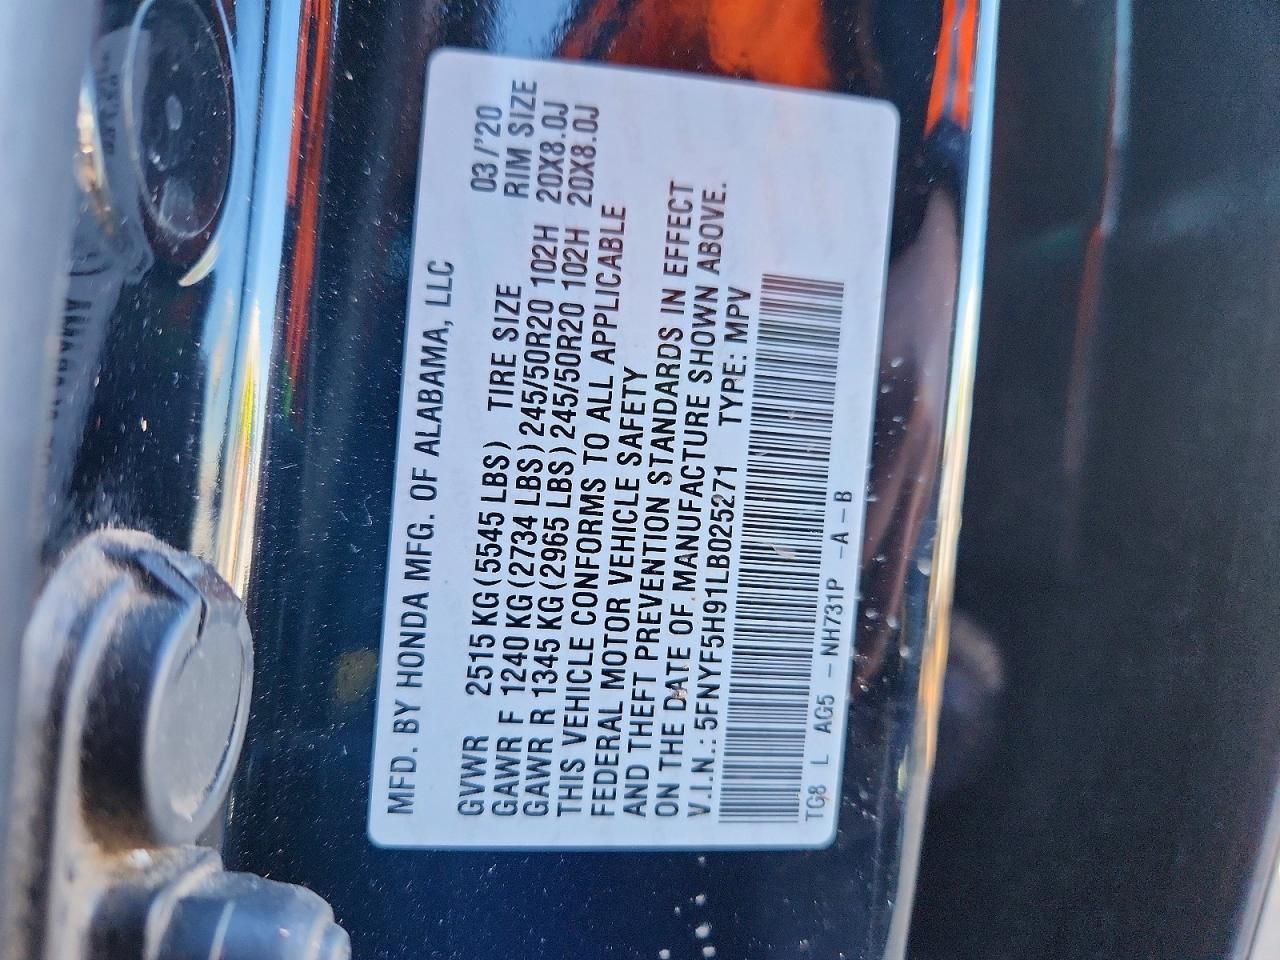 MFD. BY HONDA MFG. OF ALABAMA, LLC 03/'20
GVWR 2515 KG (5545 LBS) TIRE SIZE RIM SIZE
GAWR F 1240 KG (2734 LBS) 245/50R20 102H 20X8.0J
GAWR R 1345 KG (2965 LBS) 245/50R20 102H 20X8.0J
THIS VEHICLE CONFORMS TO ALL APPLICABLE
FEDERAL MOTOR VEHICLE SAFETY
AND THEFT PREVENTION STANDARDS IN EFFECT
ON THE DATE OF MANUFACTURE SHOWN ABOVE.
V.I.N.: 5FNYF5H91LB025271 TYPE: MPV
TG8 L AG5 - NH731P - A - B